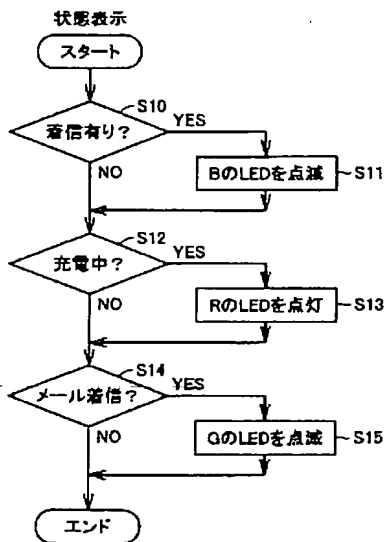 状態表示
スタート
S10
着信有り?
YES
NO
BのLEDを点滅
S11
S12
充電中?
YES
NO
RのLEDを点灯
S13
S14
メール着信?
YES
NO
GのLEDを点滅
S15
エンド